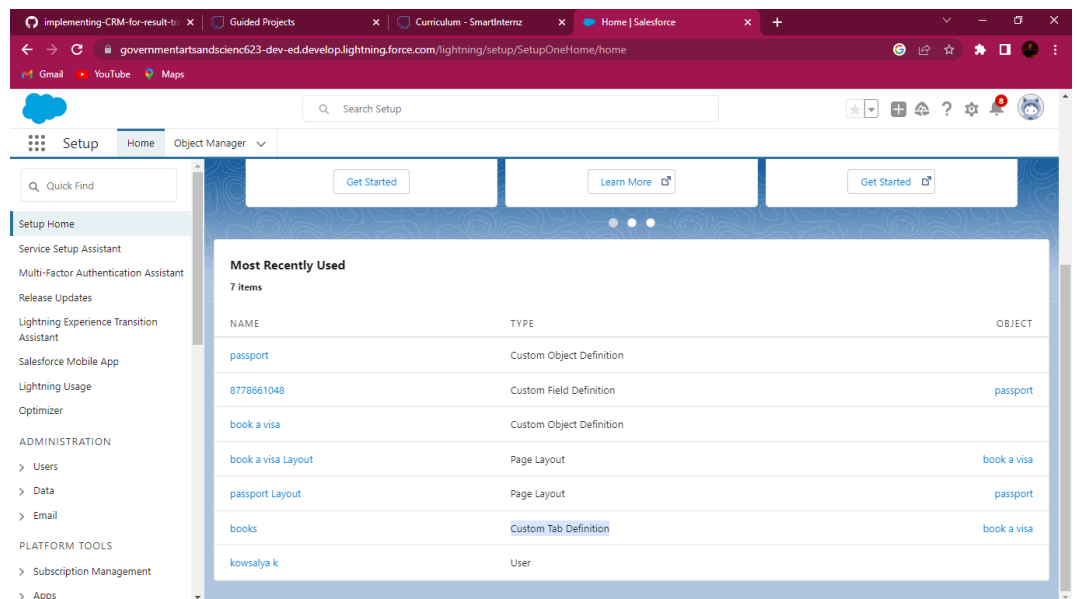 implementing-CRM-for-result-tr
Guided Projects
Curriculum - SmartInternz
Home | Salesforce
governmentartsandscienc623-dev-ed.develop.lightning.force.com/lightning/setup/SetupOneHome/home
Gmail
YouTube
Maps
Search Setup
8
Setup
Home
Object Manager
Quick Find
Setup Home
Service Setup Assistant
Multi-Factor Authentication Assistant
Release Updates
Lightning Experience Transition
Assistant
Salesforce Mobile App
Lightning Usage
Optimizer
ADMINISTRATION
Users
Data
Email
PLATFORM TOOLS
Subscription Management
Apps
Get Started
Learn More
Get Started
Most Recently Used
7 items
NAME TYPE OBJECT
passport Custom Object Definition
8778661048 Custom Field Definition passport
book a visa Custom Object Definition
book a visa Layout Page Layout book a visa
passport Layout Page Layout passport
books Custom Tab Definition book a visa
kowsalya k User